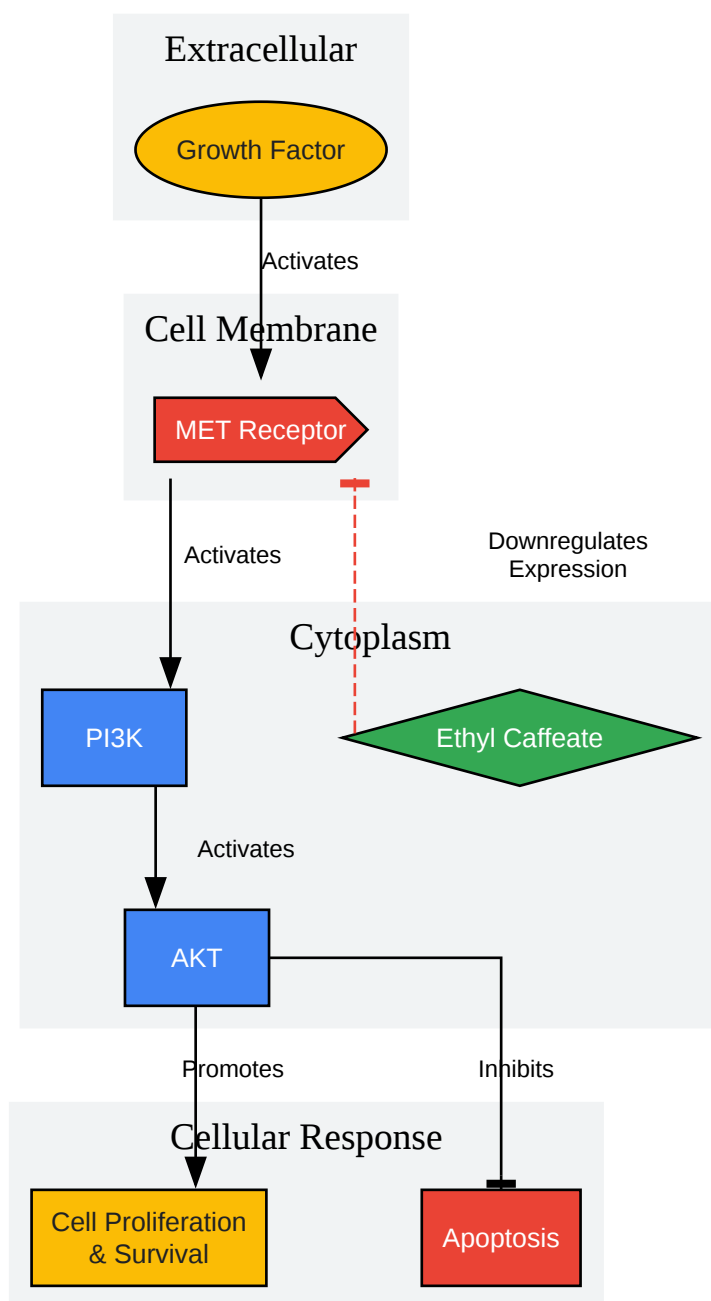 Extracellular
Growth Factor
Activates
Cell Membrane
MET Receptor
Activates
Downregulates
Expression
Cytoplasm
PI3K
Ethyl Caffeate
Activates
AKT
Promotes
Inhibits
Cellular Response
Cell Proliferation
& Survival
Apoptosis